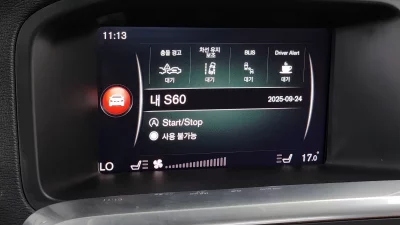 11:13
충돌 경고 차선 유지 보조 BLIS Driver Alert
대기 대기 대기 대기
내 S60 2025-09-24
Start/Stop
사용 불가능
LO 17.0°